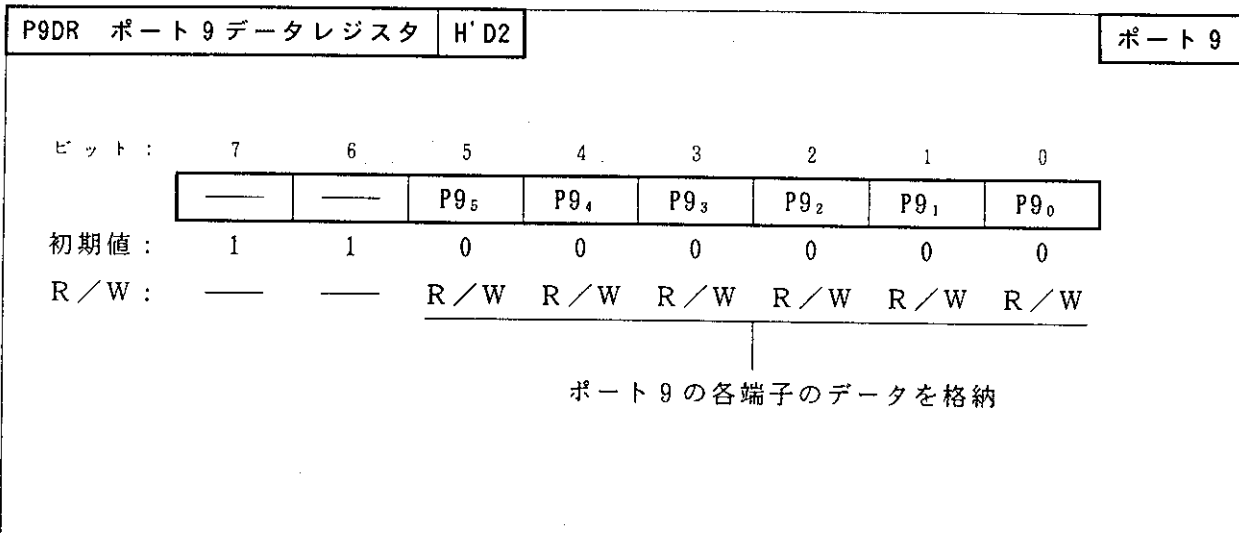 P9DR ポート9データレジスタ H'D2 ポート9
ビット: 7 6 5 4 3 2 1 0
—— —— P9₅ P9₄ P9₃ P9₂ P9₁ P9₀
初期値: 1 1 0 0 0 0 0 0
R/W: —— —— R/W R/W R/W R/W R/W R/W
ポート9の各端子のデータを格納